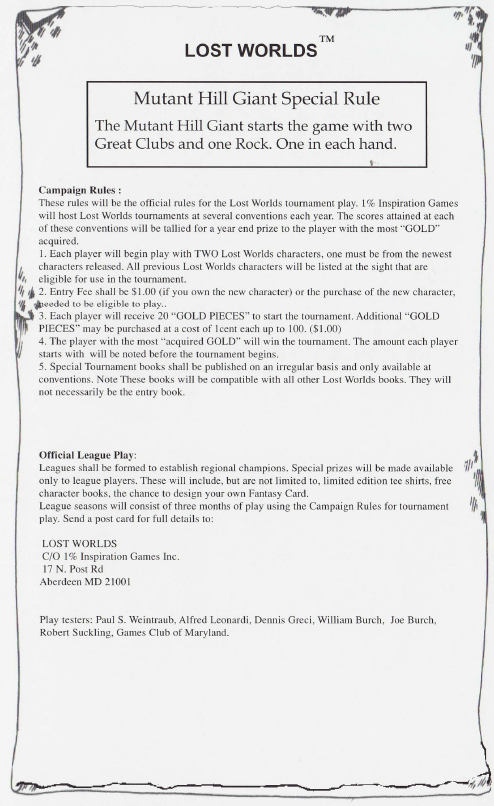 LOST WORLDS™
Mutant Hill Giant Special Rule
The Mutant Hill Giant starts the game with two
Great Clubs and one Rock. One in each hand.
Campaign Rules :
These rules will be the official rules for the Lost Worlds tournament play. 1% Inspiration Games
will host Lost Worlds tournaments at several conventions each year. The scores attained at each
of these conventions will be tallied for a year end prize to the player with the most “GOLD”
acquired.
1. Each player will begin play with TWO Lost Worlds characters, one must be from the newest
characters released. All previous Lost Worlds characters will be listed at the sight that are
eligible for use in the tournament.
2. Entry Fee shall be $1.00 (if you own the new character) or the purchase of the new character,
needed to be eligible to play..
3. Each player will receive 20 “GOLD PIECES” to start the tournament. Additional “GOLD
PIECES” may be purchased at a cost of 1cent each up to 100. ($1.00)
4. The player with the most “acquired GOLD” will win the tournament. The amount each player
starts with will be noted before the tournament begins.
5. Special Tournament books shall be published on an irregular basis and only available at
conventions. Note These books will be compatible with all other Lost Worlds books. They will
not necessarily be the entry book.
Official League Play:
Leagues shall be formed to establish regional champions. Special prizes will be made available
only to league players. These will include, but are not limited to, limited edition tee shirts, free
character books, the chance to design your own Fantasy Card.
League seasons will consist of three months of play using the Campaign Rules for tournament
play. Send a post card for full details to:
LOST WORLDS
C/O 1% Inspiration Games Inc.
17 N. Post Rd
Aberdeen MD 21001
Play testers: Paul S. Weintraub, Alfred Leonardi, Dennis Greci, William Burch, Joe Burch,
Robert Suckling, Games Club of Maryland.